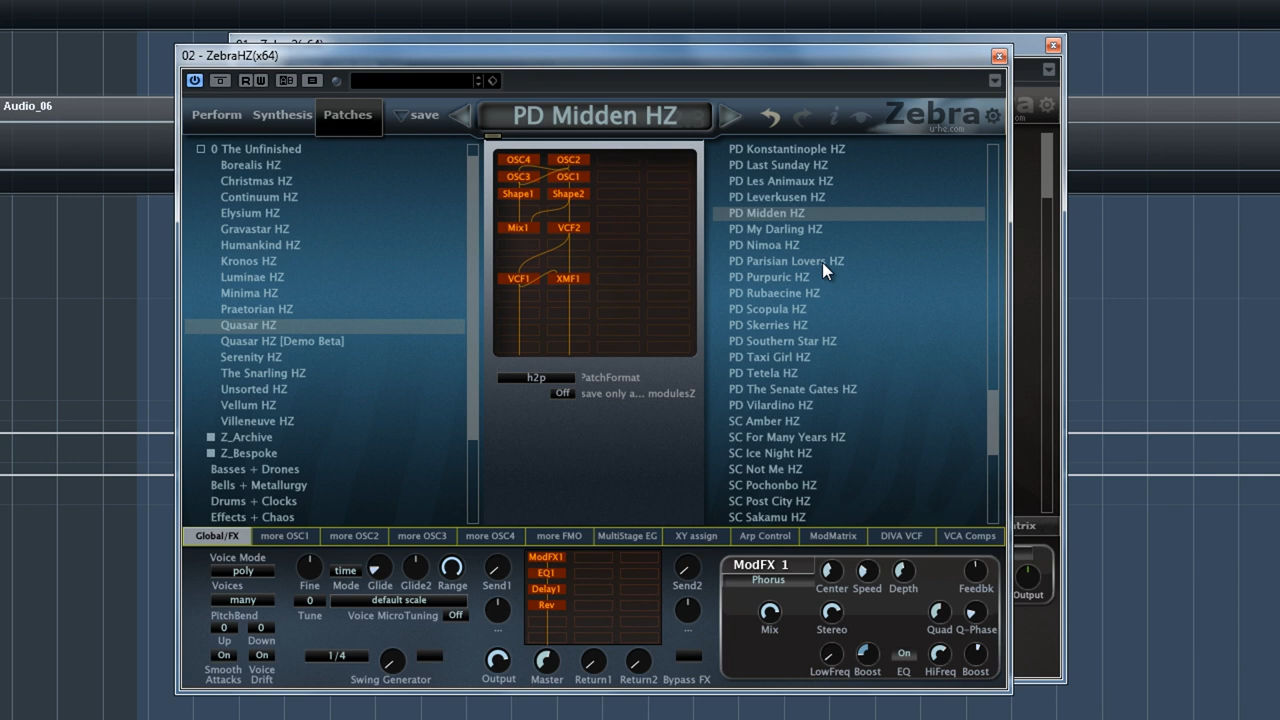 02 - ZebraHZ(x64)
Audio_06
R W
Perform Synthesis Patches save PD Midden HZ Zebra
u-he.com
0 The Unfinished
Borealis HZ
Christmas HZ
Continuum HZ
Elysium HZ
Gravastar HZ
Humankind HZ
Kronos HZ
Luminae HZ
Minima HZ
Praetorian HZ
Quasar HZ
Quasar HZ [Demo Beta]
Serenity HZ
The Snarling HZ
Unsorted HZ
Vellum HZ
Villeneuve HZ
Z_Archive
Z_Bespoke
Basses + Drones
Bells + Metallurgy
Drums + Clocks
Effects + Chaos
OSC4 OSC2
OSC3 OSC1
Shape1 Shape2
Mix1 VCF2
VCF1 XMF1
h2p PatchFormat
Off save only a... modulesZ
PD Konstantinople HZ
PD Last Sunday HZ
PD Les Animaux HZ
PD Leverkusen HZ
PD Midden HZ
PD My Darling HZ
PD Nimoa HZ
PD Parisian Lovers HZ
PD Purpuric HZ
PD Rubaecine HZ
PD Scopula HZ
PD Skerries HZ
PD Southern Star HZ
PD Taxi Girl HZ
PD Tetela HZ
PD The Senate Gates HZ
PD Vilardino HZ
SC Amber HZ
SC For Many Years HZ
SC Ice Night HZ
SC Not Me HZ
SC Pochonbo HZ
SC Post City HZ
SC Sakamu HZ
Global/FX more OSC1 more OSC2 more OSC3 more OSC4 more FMO MultiStage EG XY assign Arp Control ModMatrix DIVA VCF VCA Comps
Voice Mode
poly
Voices
many
PitchBend
0 0
Up Down
On On
Smooth Attacks
Voice Drift
time
Fine Mode Glide Glide2 Range
0 default scale
Tune Voice MicroTuning Off
1/4
Swing Generator
Send1
...
Output
ModFX1
EQ1
Delay1
Rev
Master Return1 Return2 Bypass FX
Send2
...
ModFX 1
Phorus
Center Speed Depth Feedbk
Mix Stereo Quad Q-Phase
On
LowFreq Boost EQ HiFreq Boost
trix
Output